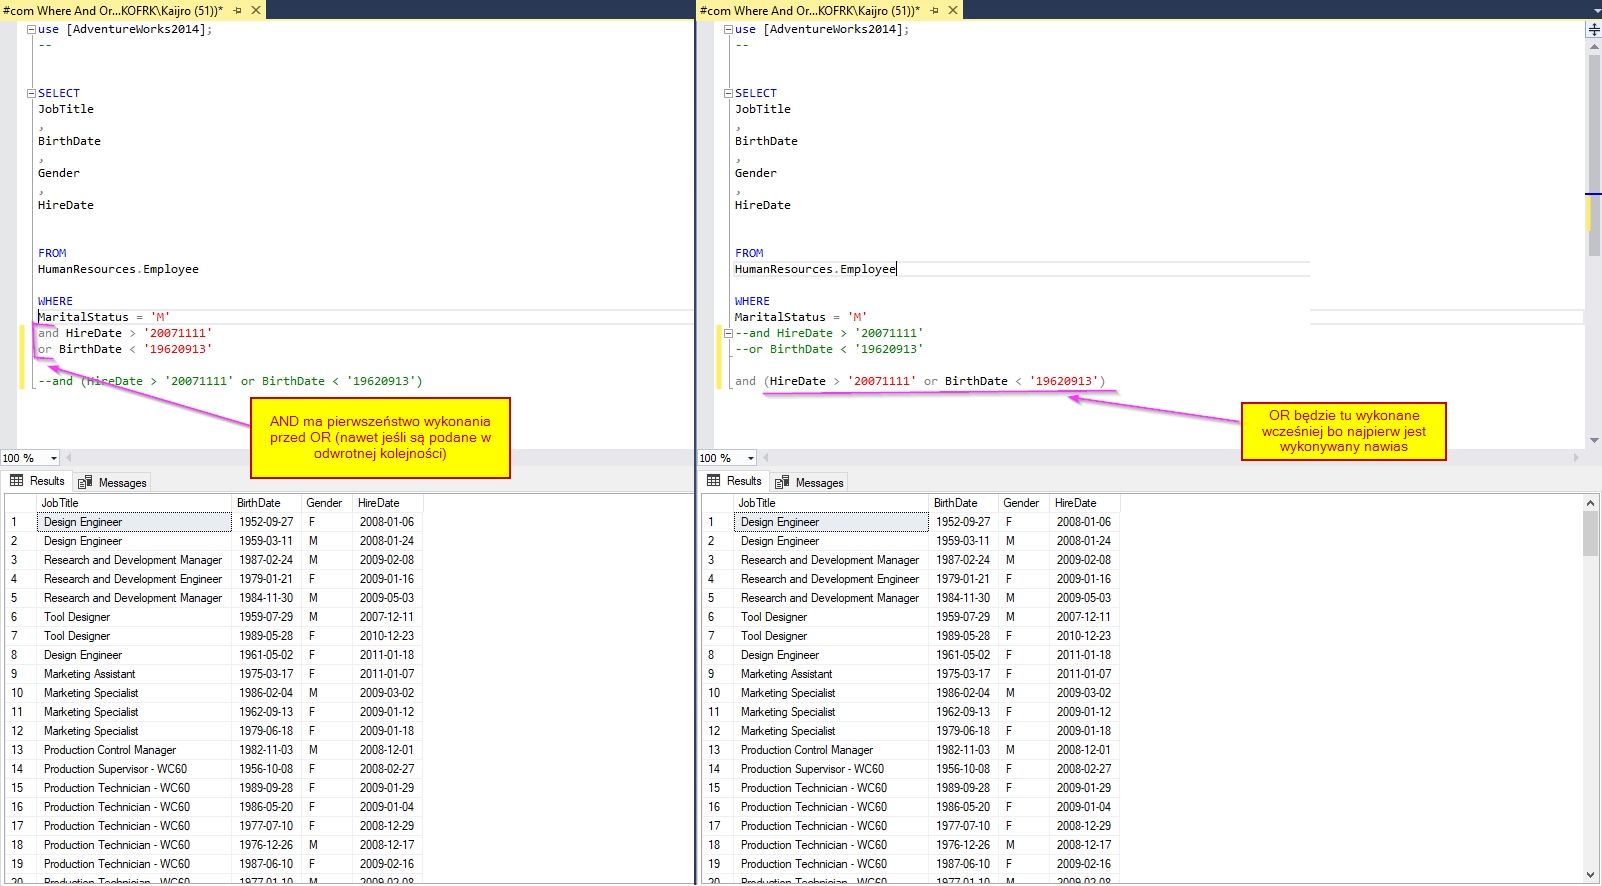 #com Where And Or...KOFRK\Kaijro (51))*
use [AdventureWorks2014];
--
SELECT
JobTitle
,
BirthDate
,
Gender
,
HireDate
FROM
HumanResources.Employee
WHERE
MaritalStatus = 'M'
and HireDate > '20071111'
or BirthDate < '19620913'
--and (HireDate > '20071111' or BirthDate < '19620913')
AND ma pierwszeństwo wykonania
przed OR (nawet jeśli są podane w
odwrotnej kolejności)
100 %
Results Messages
JobTitle BirthDate Gender HireDate
1 Design Engineer 1952-09-27 F 2008-01-06
2 Design Engineer 1959-03-11 M 2008-01-24
3 Research and Development Manager 1987-02-24 M 2009-02-08
4 Research and Development Engineer 1979-01-21 F 2009-01-16
5 Research and Development Manager 1984-11-30 M 2009-05-03
6 Tool Designer 1959-07-29 M 2007-12-11
7 Tool Designer 1989-05-28 F 2010-12-23
8 Design Engineer 1961-05-02 F 2011-01-18
9 Marketing Assistant 1975-03-17 F 2011-01-07
10 Marketing Specialist 1986-02-04 M 2009-03-02
11 Marketing Specialist 1962-09-13 F 2009-01-12
12 Marketing Specialist 1979-06-18 F 2009-01-18
13 Production Control Manager 1982-11-03 M 2008-12-01
14 Production Supervisor - WC60 1956-10-08 F 2008-02-27
15 Production Technician - WC60 1989-09-28 F 2009-01-29
16 Production Technician - WC60 1986-05-20 F 2009-01-04
17 Production Technician - WC60 1977-07-10 F 2008-12-29
18 Production Technician - WC60 1976-12-26 M 2008-12-17
19 Production Technician - WC60 1987-06-10 F 2009-02-16
20 Production Technician - WC60 1977-01-10 M 2009-02-08
#com Where And Or...KOFRK\Kaijro (51))*
use [AdventureWorks2014];
--
SELECT
JobTitle
,
BirthDate
,
Gender
,
HireDate
FROM
HumanResources.Employee
WHERE
MaritalStatus = 'M'
--and HireDate > '20071111'
--or BirthDate < '19620913'
and (HireDate > '20071111' or BirthDate < '19620913')
OR będzie tu wykonane
wcześniej bo najpierw jest
wykonywany nawias
100 %
Results Messages
JobTitle BirthDate Gender HireDate
1 Design Engineer 1952-09-27 F 2008-01-06
2 Design Engineer 1959-03-11 M 2008-01-24
3 Research and Development Manager 1987-02-24 M 2009-02-08
4 Research and Development Engineer 1979-01-21 F 2009-01-16
5 Research and Development Manager 1984-11-30 M 2009-05-03
6 Tool Designer 1959-07-29 M 2007-12-11
7 Tool Designer 1989-05-28 F 2010-12-23
8 Design Engineer 1961-05-02 F 2011-01-18
9 Marketing Assistant 1975-03-17 F 2011-01-07
10 Marketing Specialist 1986-02-04 M 2009-03-02
11 Marketing Specialist 1962-09-13 F 2009-01-12
12 Marketing Specialist 1979-06-18 F 2009-01-18
13 Production Control Manager 1982-11-03 M 2008-12-01
14 Production Supervisor - WC60 1956-10-08 F 2008-02-27
15 Production Technician - WC60 1989-09-28 F 2009-01-29
16 Production Technician - WC60 1986-05-20 F 2009-01-04
17 Production Technician - WC60 1977-07-10 F 2008-12-29
18 Production Technician - WC60 1976-12-26 M 2008-12-17
19 Production Technician - WC60 1987-06-10 F 2009-02-16
20 Production Technician - WC60 1977-01-10 M 2009-02-08